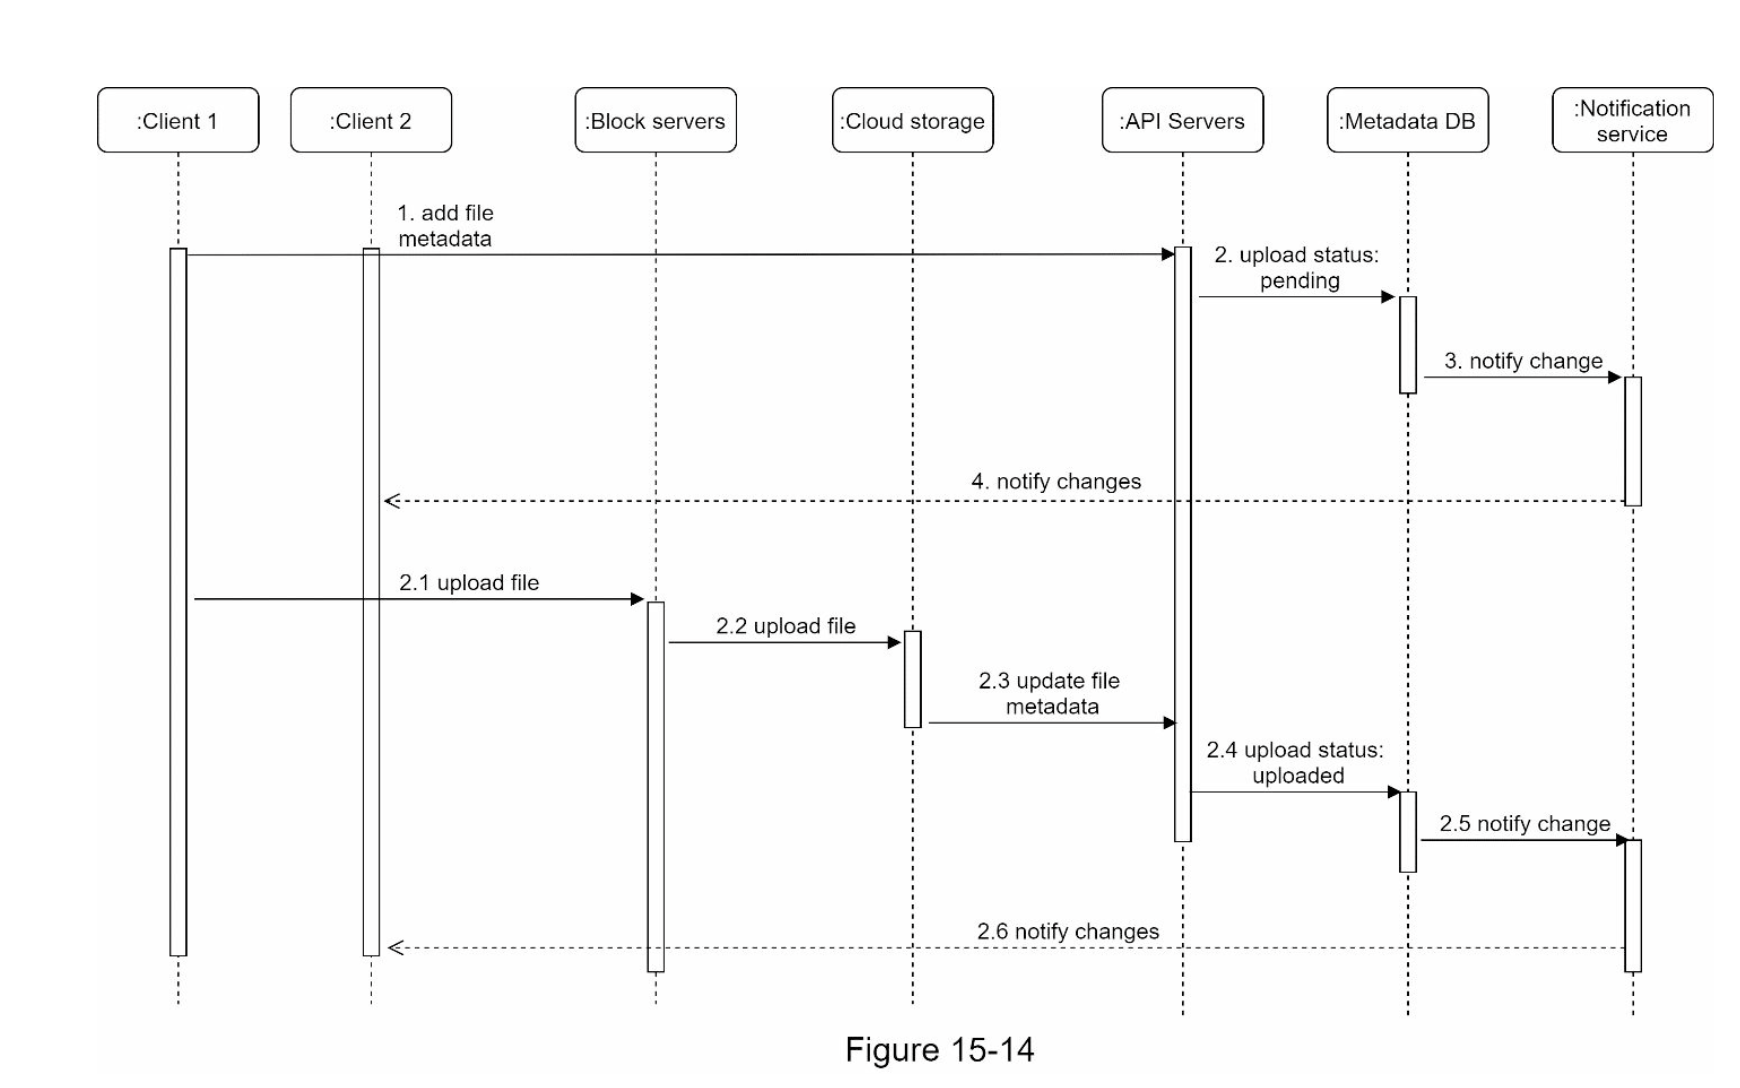 :Client 1
:Client 2
:Block servers
:Cloud storage
:API Servers
:Metadata DB
:Notification
service
1. add file
metadata
2. upload status:
pending
3. notify change
4. notify changes
2.1 upload file
2.2 upload file
2.3 update file
metadata
2.4 upload status:
uploaded
2.5 notify change
2.6 notify changes
Figure 15-14